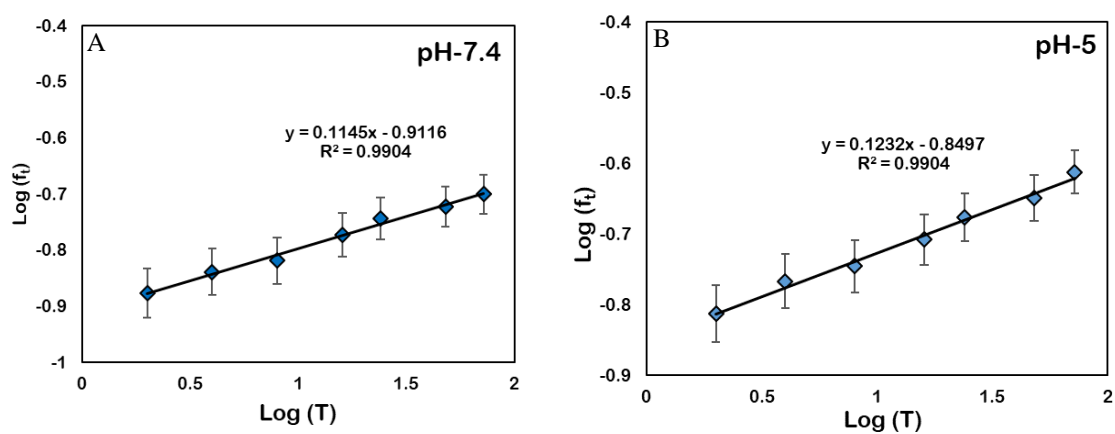 A
pH-7.4
-0.4
-0.5
-0.6
-0.7
-0.8
-0.9
-1
y = 0.1145x - 0.9116
R² = 0.9904
Log (fₜ)
0
0.5
1
1.5
2
Log (T)
B
pH-5
-0.4
-0.5
-0.6
-0.7
-0.8
-0.9
y = 0.1232x - 0.8497
R² = 0.9904
Log (fₜ)
0
0.5
1
1.5
2
Log (T)